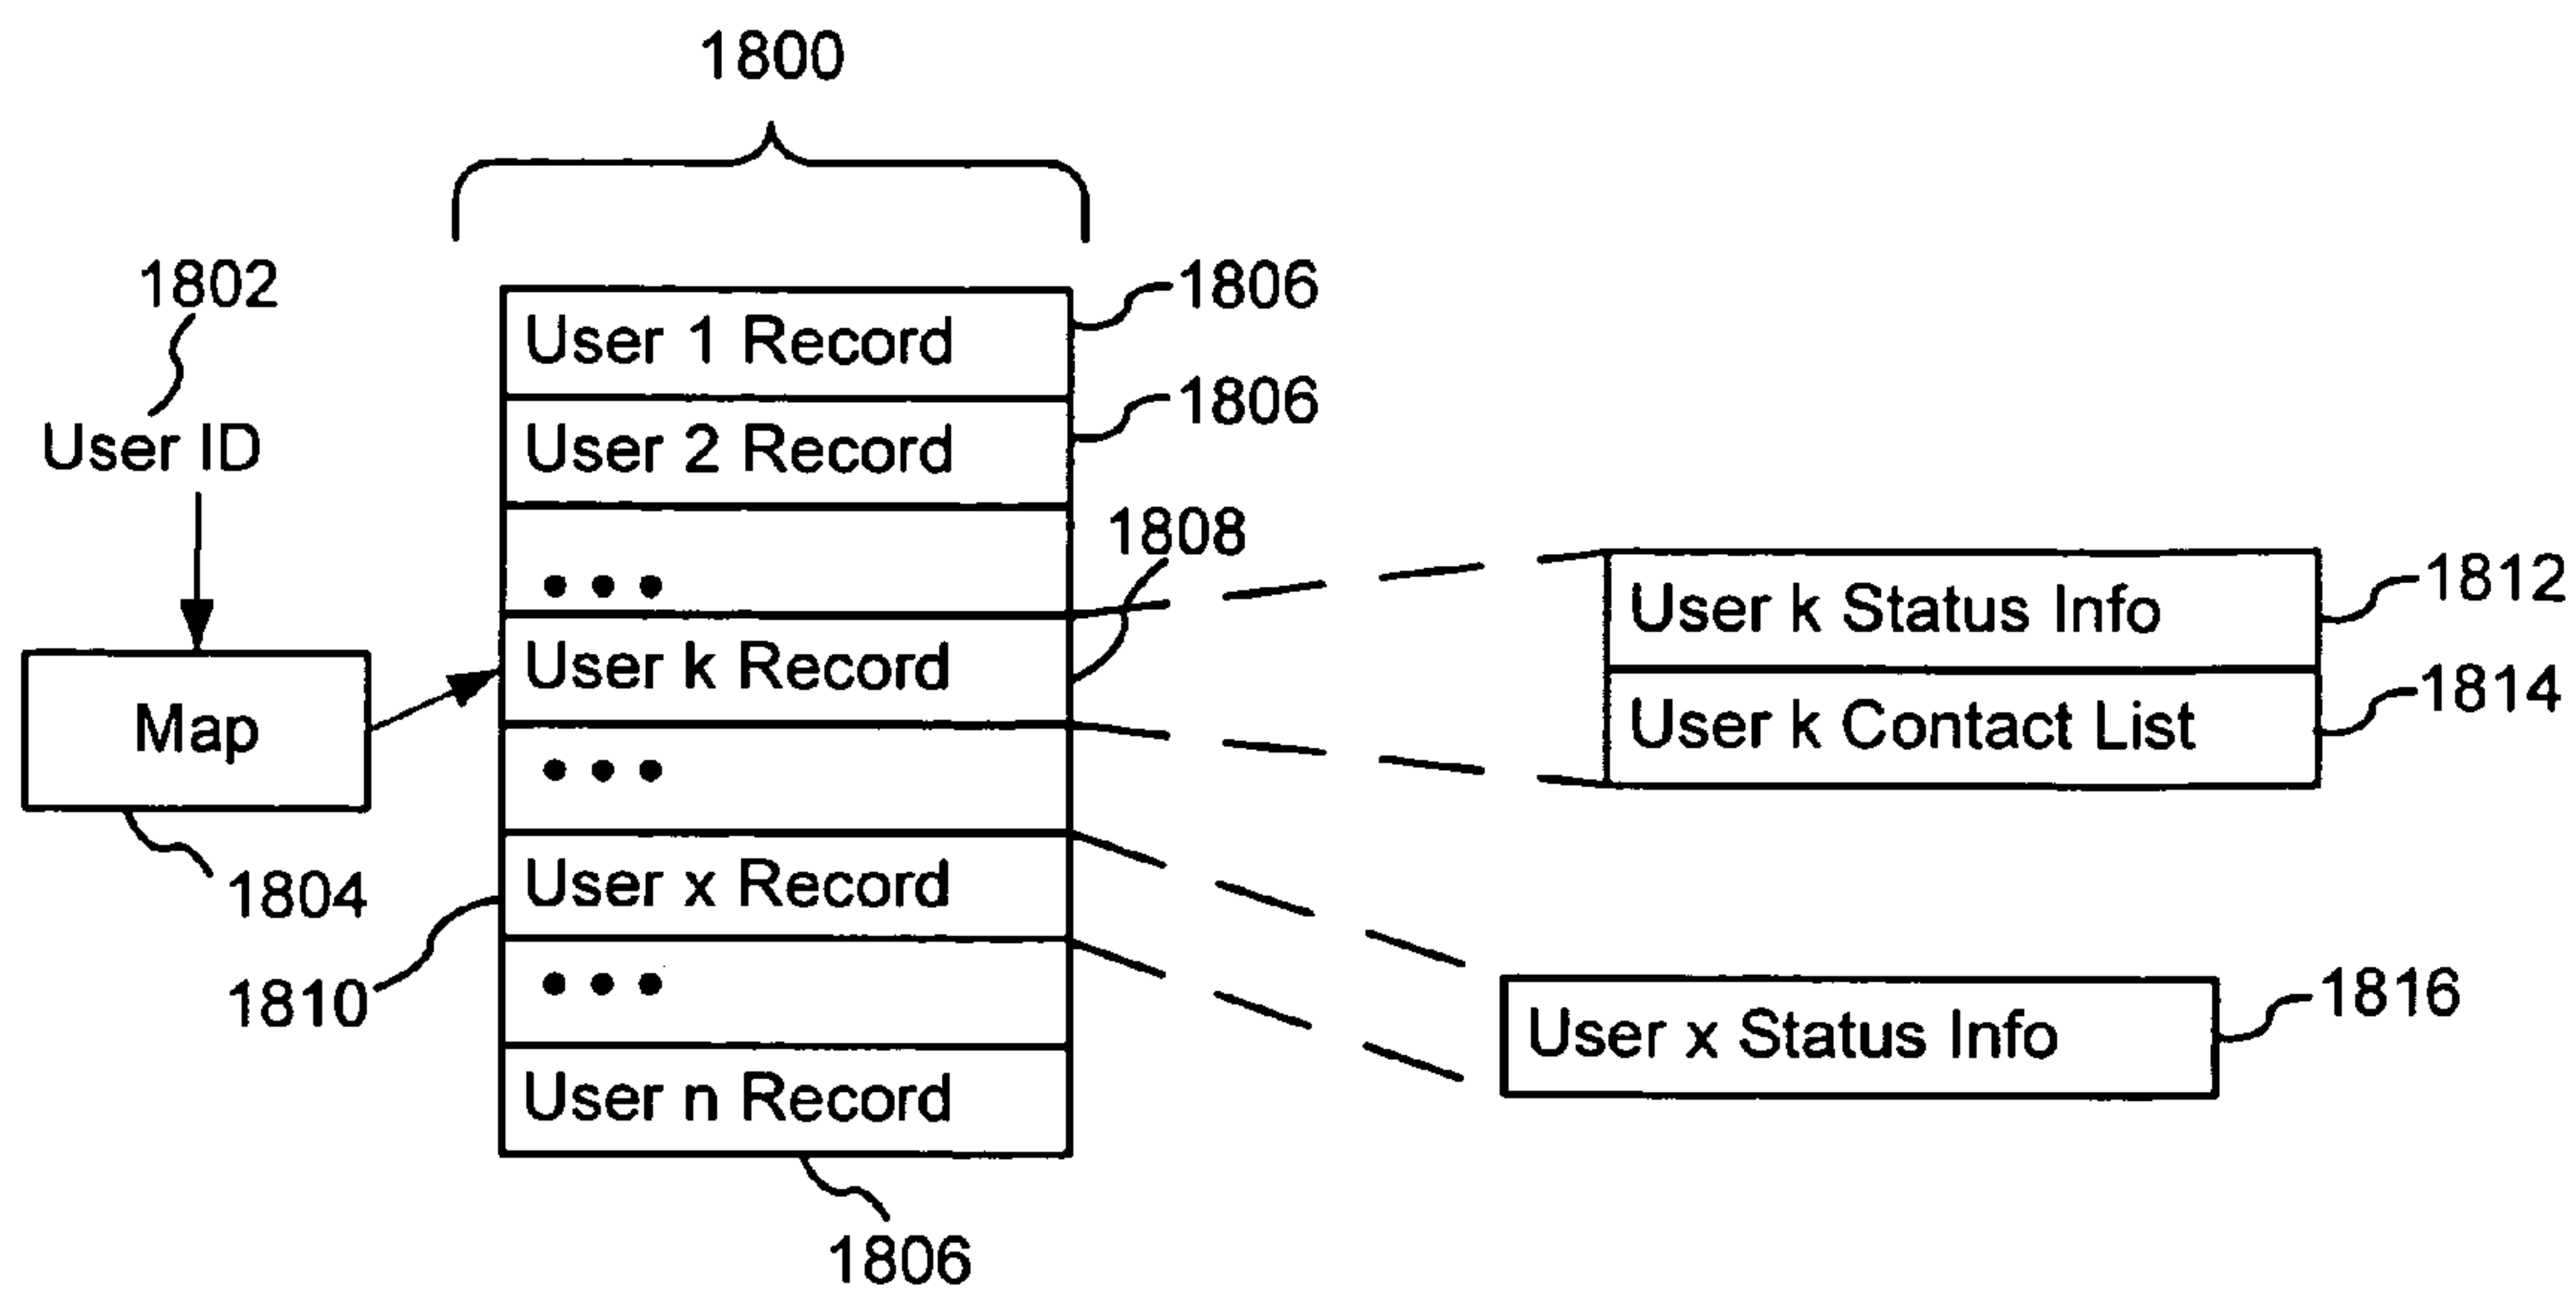 1800
1802
1806
User 1 Record
1806
User ID
User 2 Record
1808
• • •
1812
User k Status Info
User k Record
1814
Map
User k Contact List
• • •
1804
User x Record
1810
• • •
1816
User x Status Info
User n Record
1806